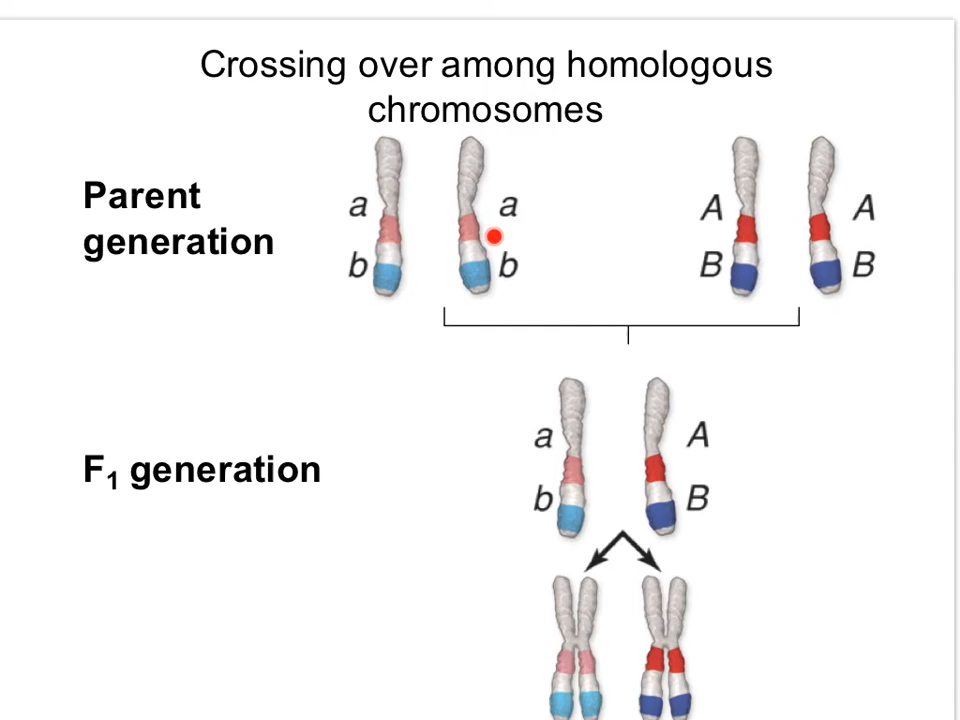 Crossing over among homologous
chromosomes
Parent
generation
a a A A
b b B B
F₁ generation
a A
b B